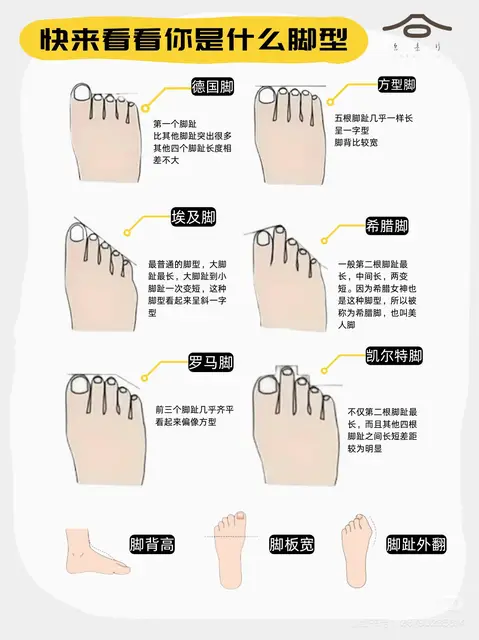 快来看看你是什么脚型
德国脚
第一个脚趾
比其他脚趾突出很多
其他四个脚趾长度相
差不大
方型脚
五根脚趾几乎一样长
呈一字型
脚背比较宽
埃及脚
最普通的脚型，大脚
趾最长，大脚趾到小
脚趾一次变短，这种
脚型看起来呈斜一字
型
希腊脚
一般第二根脚趾最
长，中间长，两变
短。因为希腊女神也
是这种脚型，所以被
称为希腊脚，也叫美
人脚
罗马脚
前三个脚趾几乎齐平
看起来偏像方型
凯尔特脚
不仅第二根脚趾最
长，而且其他四根
脚趾之间长短差距
较为明显
脚背高
脚板宽
脚趾外翻